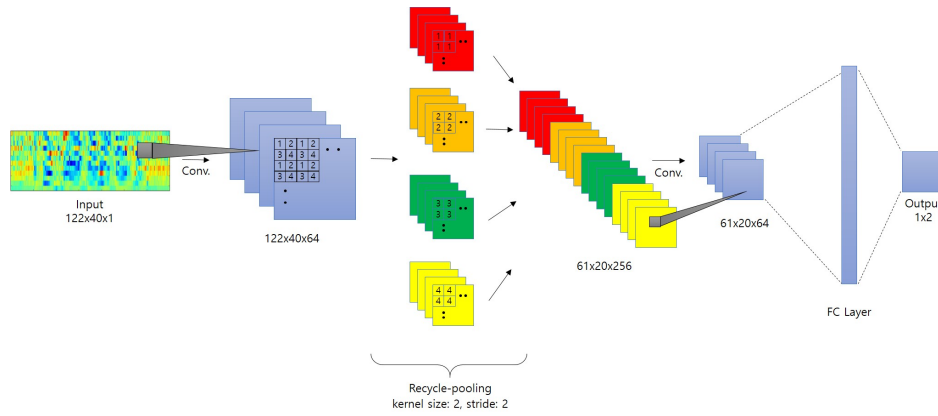 Input
122x40x1
Conv.
1 2 1 2
3 4 3 4
1 2 1 2
3 4 3 4
122x40x64
1 1
1 1
2 2
2 2
3 3
3 3
4 4
4 4
Recycle-pooling
kernel size: 2, stride: 2
61x20x256
Conv.
61x20x64
FC Layer
Output
1x2